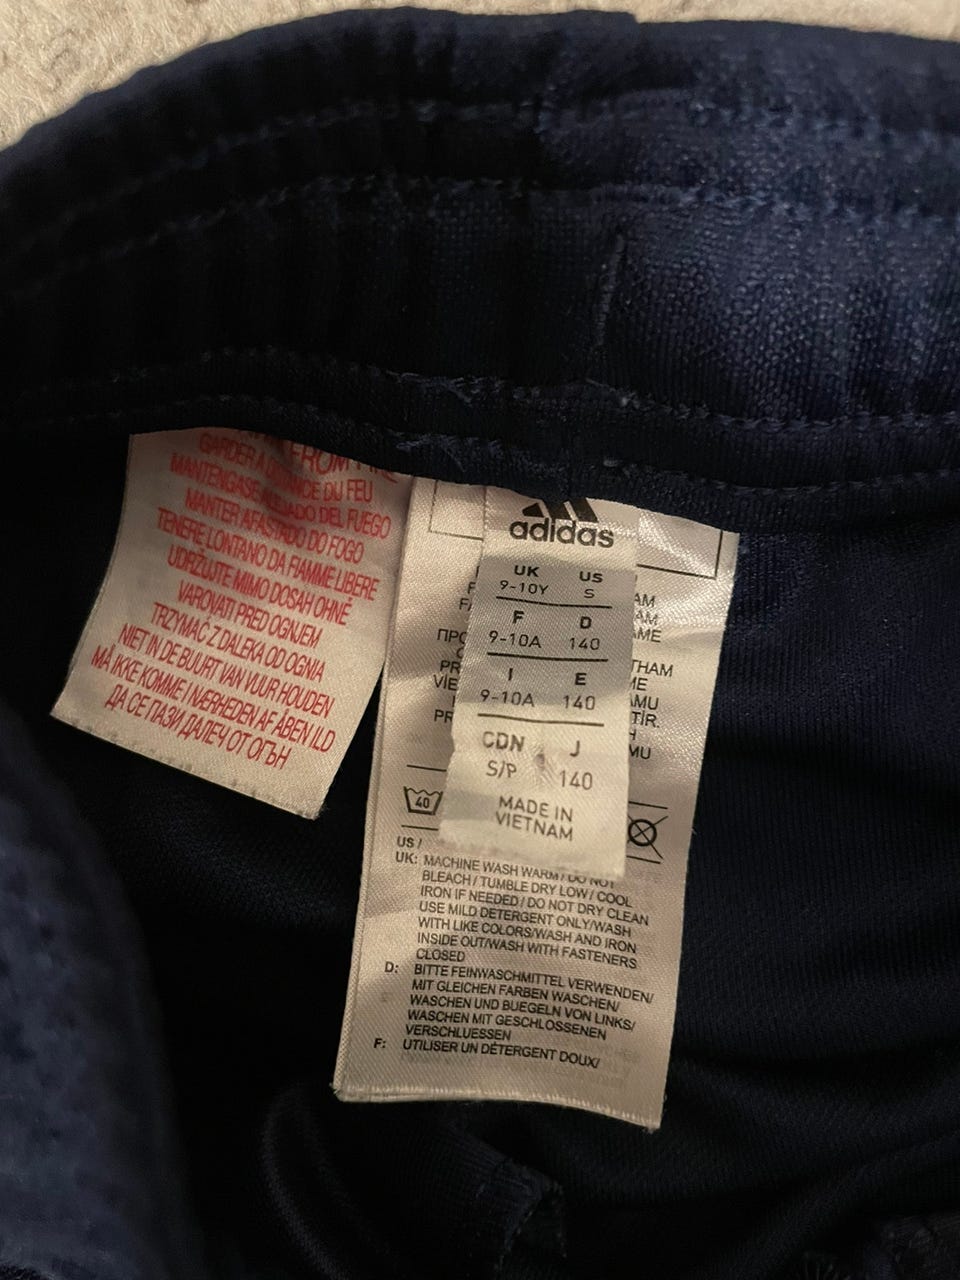 GARDER A DISTANCE DU FEU
MANTENGASE ALEJADO DEL FUEGO
MANTER AFASTADO DO FOGO
TENERE LONTANO DA FIAMME LIBERE
UDRŽUJTE MIMO DOSAH OHNĚ
VAROVATI PRED OGNJEM
TRZYMAĆ Z DALEKA OD OGNIA
NIET IN DE BUURT VAN VUUR HOUDEN
MÅ IKKE KOMME I NÆRHEDEN AF ÅBEN ILD
ДА СЕ ПАЗИ ДАЛЕЧ ОТ ОГЪН
adidas
UK US
9-10Y S
F D
9-10A 140
I E
9-10A 140
CDN J
S/P 140
MADE IN
VIETNAM
40
US /
UK: MACHINE WASH WARM / DO NOT
BLEACH / TUMBLE DRY LOW / COOL
IRON IF NEEDED / DO NOT DRY CLEAN
USE MILD DETERGENT ONLY/WASH
WITH LIKE COLORS/WASH AND IRON
INSIDE OUT/WASH WITH FASTENERS
CLOSED
D: BITTE FEINWASCHMITTEL VERWENDEN/
MIT GLEICHEN FARBEN WASCHEN/
WASCHEN UND BUEGELN VON LINKS/
WASCHEN MIT GESCHLOSSENEN
VERSCHLUESSEN
F: UTILISER UN DÉTERGENT DOUX/